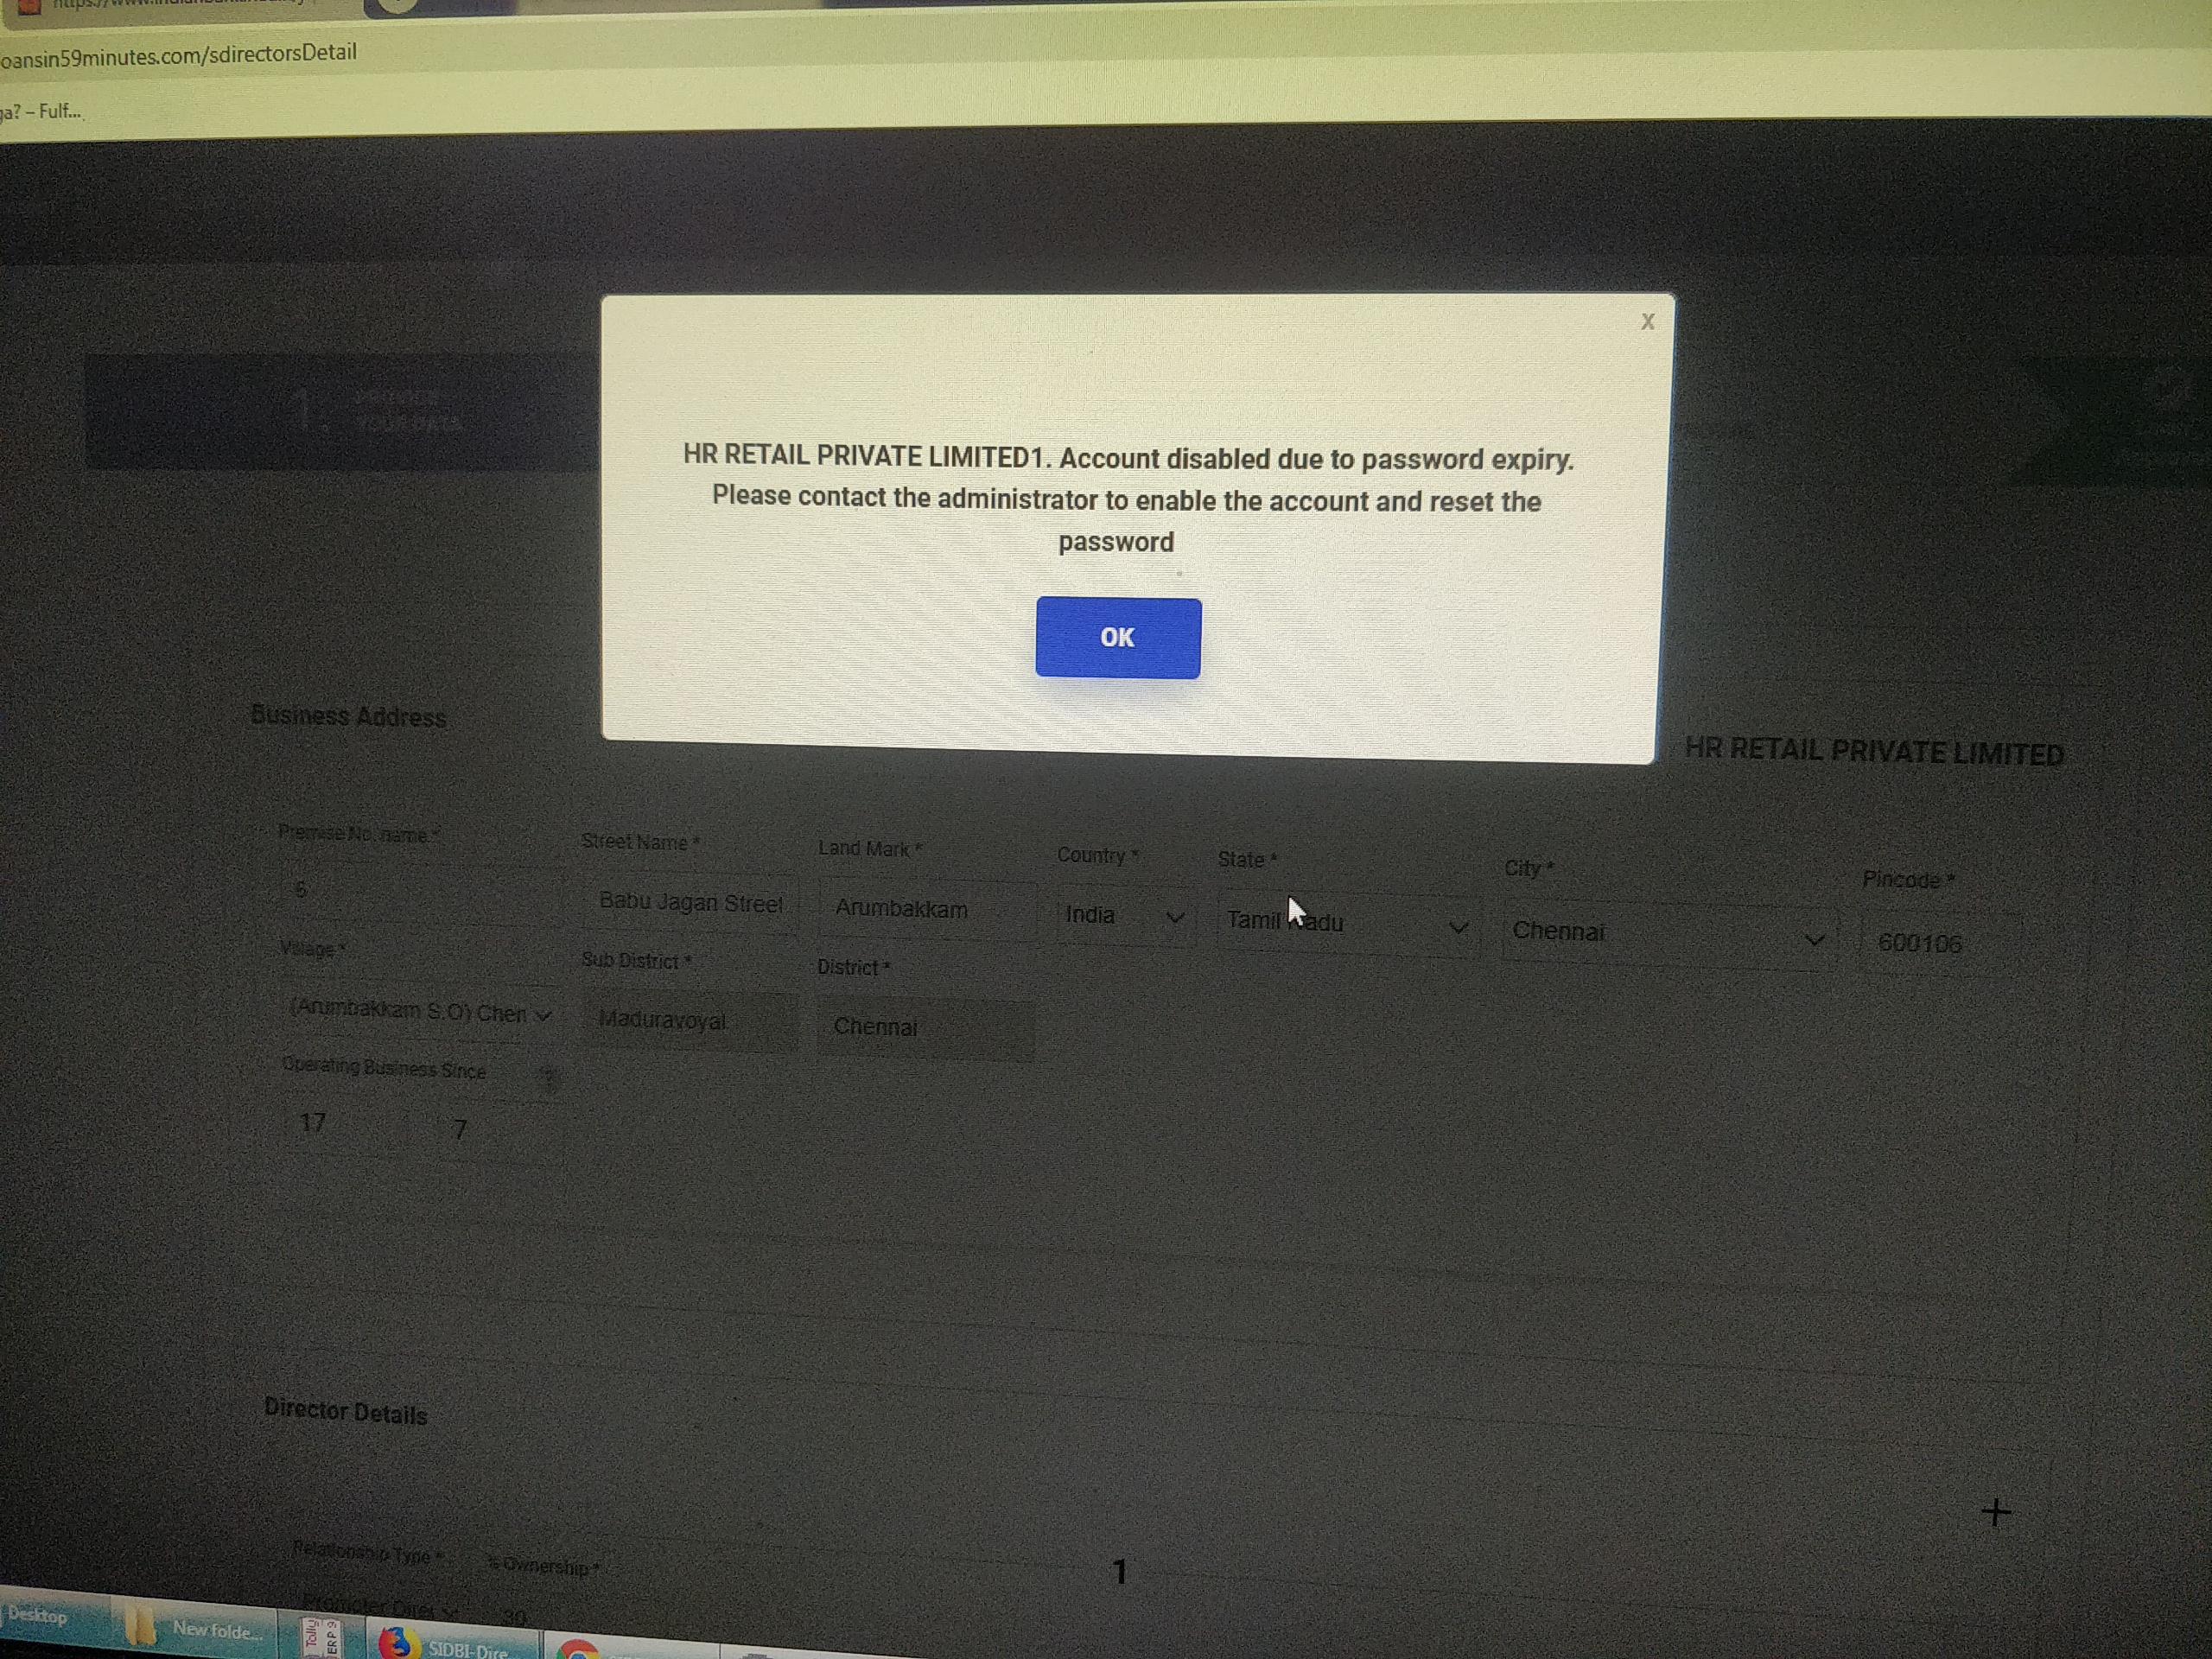 oansin59minutes.com/sdirectorsDetail
ga? – Fulf...
X
HR RETAIL PRIVATE LIMITED1. Account disabled due to password expiry.
Please contact the administrator to enable the account and reset the
password
OK
1.
YOUR DATA
Business Address
HR RETAIL PRIVATE LIMITED
Premise No. name *
Street Name *
Land Mark *
Country *
State *
City *
Pincode *
6
Babu Jagan Street
Arumbakkam
India
Tamil Nadu
Chennai
600106
Village *
Sub District *
District *
(Arumbakkam S.O) Chen
Maduravoyal
Chennai
Operating Business Since
17
7
Director Details
+
1
Relationship Type *
% Ownership *
30
Desktop
New folde...
Tally
ERP 9
SIDBI-Dire